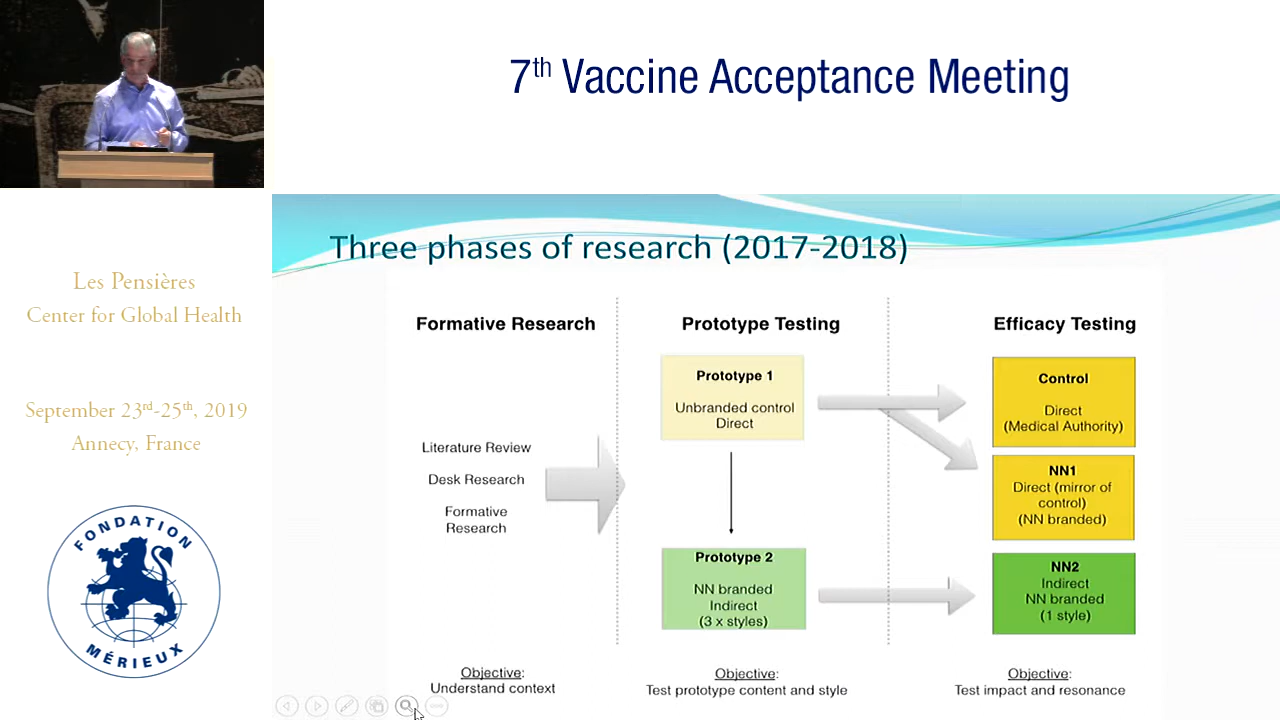 7th Vaccine Acceptance Meeting
Les Pensières
Center for Global Health
September 23rd-25th, 2019
Annecy, France
FONDATION
MÉRIEUX
Three phases of research (2017-2018)
Formative Research
Literature Review
Desk Research
Formative
Research
Objective:
Understand context
Prototype Testing
Prototype 1
Unbranded control
Direct
Prototype 2
NN branded
Indirect
(3 x styles)
Objective:
Test prototype content and style
Efficacy Testing
Control
Direct
(Medical Authority)
NN1
Direct (mirror of
control)
(NN branded)
NN2
Indirect
NN branded
(1 style)
Objective:
Test impact and resonance